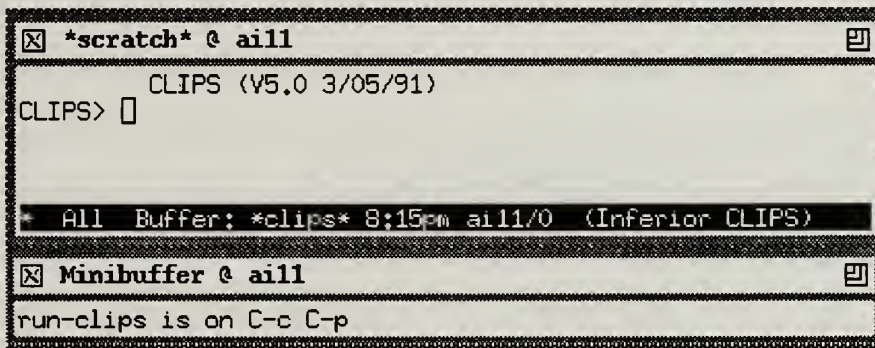 *scratch* @ ai11
CLIPS (V5.0 3/05/91)
CLIPS>
* All Buffer: *clips* 8:15pm ai11/0 (Inferior CLIPS)
Minibuffer @ ai11
run-clips is on C-c C-p